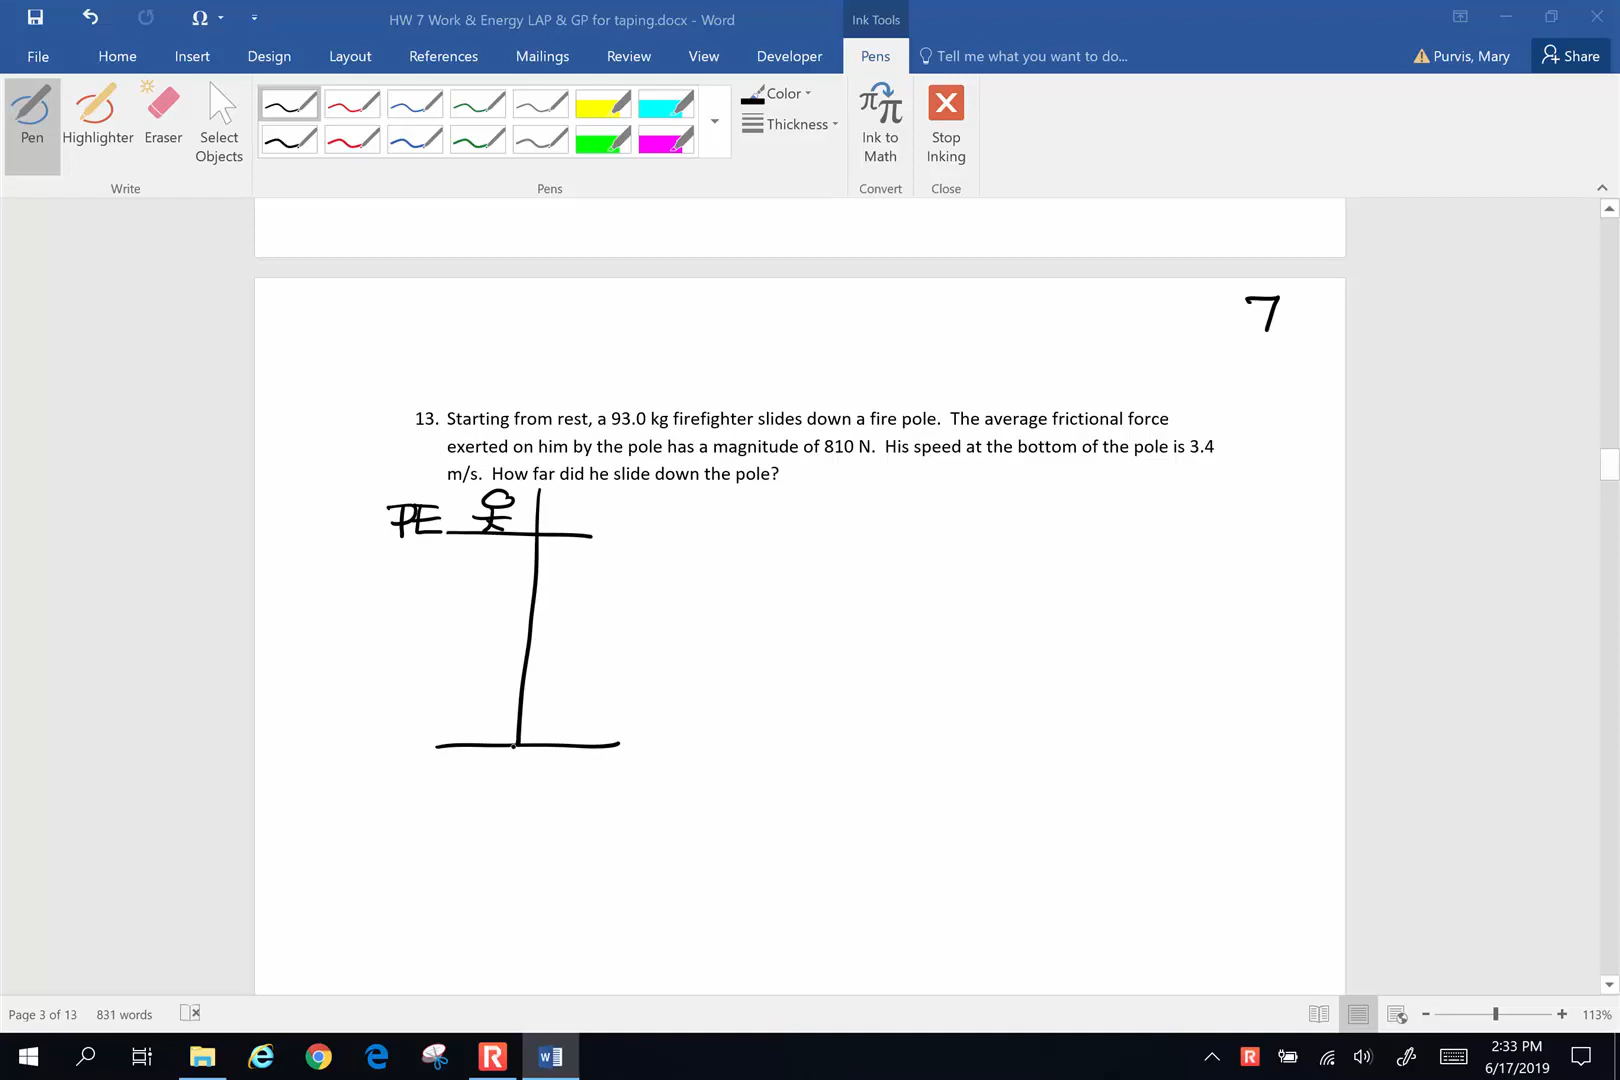 HW 7 Work & Energy LAP & GP for taping.docx - Word
Ink Tools
File Home Insert Design Layout References Mailings Review View Developer Pens Tell me what you want to do... Purvis, Mary Share
Pen Highlighter Eraser Select Objects
Color
Thickness
Ink to Math
Stop Inking
Write Pens Convert Close
7
13. Starting from rest, a 93.0 kg firefighter slides down a fire pole. The average frictional force
exerted on him by the pole has a magnitude of 810 N. His speed at the bottom of the pole is 3.4
m/s. How far did he slide down the pole?
PE
Page 3 of 13 831 words 113%
2:33 PM
6/17/2019